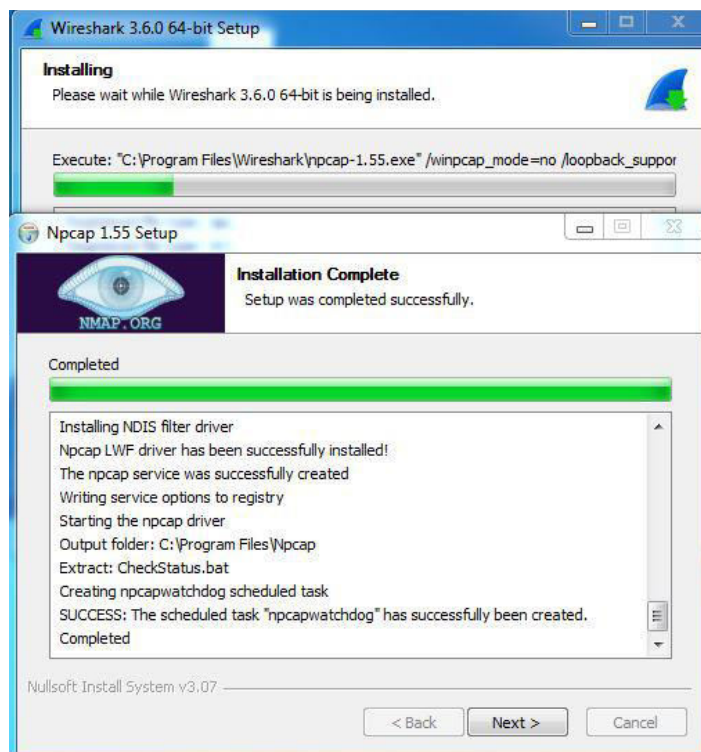 Wireshark 3.6.0 64-bit Setup
Installing
Please wait while Wireshark 3.6.0 64-bit is being installed.
Execute: "C:\Program Files\Wireshark\npcap-1.55.exe" /winpcap_mode=no /loopback_suppor
Npcap 1.55 Setup
NMAP.ORG
Installation Complete
Setup was completed successfully.
Completed
Installing NDIS filter driver
Npcap LWF driver has been successfully installed!
The npcap service was successfully created
Writing service options to registry
Starting the npcap driver
Output folder: C:\Program Files\Npcap
Extract: CheckStatus.bat
Creating npcapwatchdog scheduled task
SUCCESS: The scheduled task "npcapwatchdog" has successfully been created.
Completed
Nullsoft Install System v3.07
< Back Next > Cancel